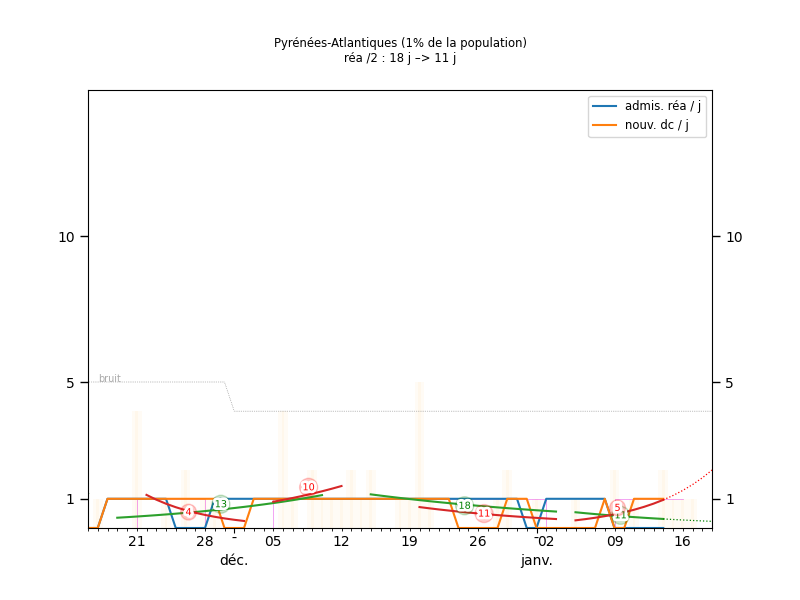 Pyrénées-Atlantiques (1% de la population)
réa /2 : 18 j –> 11 j
admis. réa / j
nouv. dc / j
10 10
5 5
bruit
1 1
4 13 10 18 11 5 11
21 28 05 12 19 26 02 09 16
déc. janv.